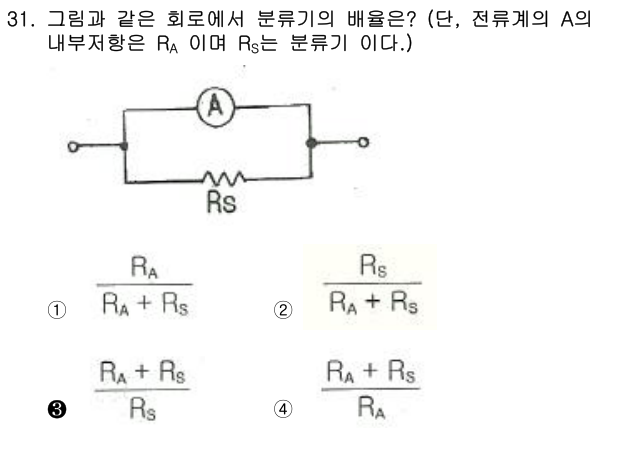 31. 그림과 같은 회로에서 분류기의 배율은? (단, 전류계의 A의
내부저항은 RA 이며 RS는 분류기 이다.)
A
RS
① RA / (RA + RS) ② RS / (RA + RS)
❸ (RA + RS) / RS ④ (RA + RS) / RA